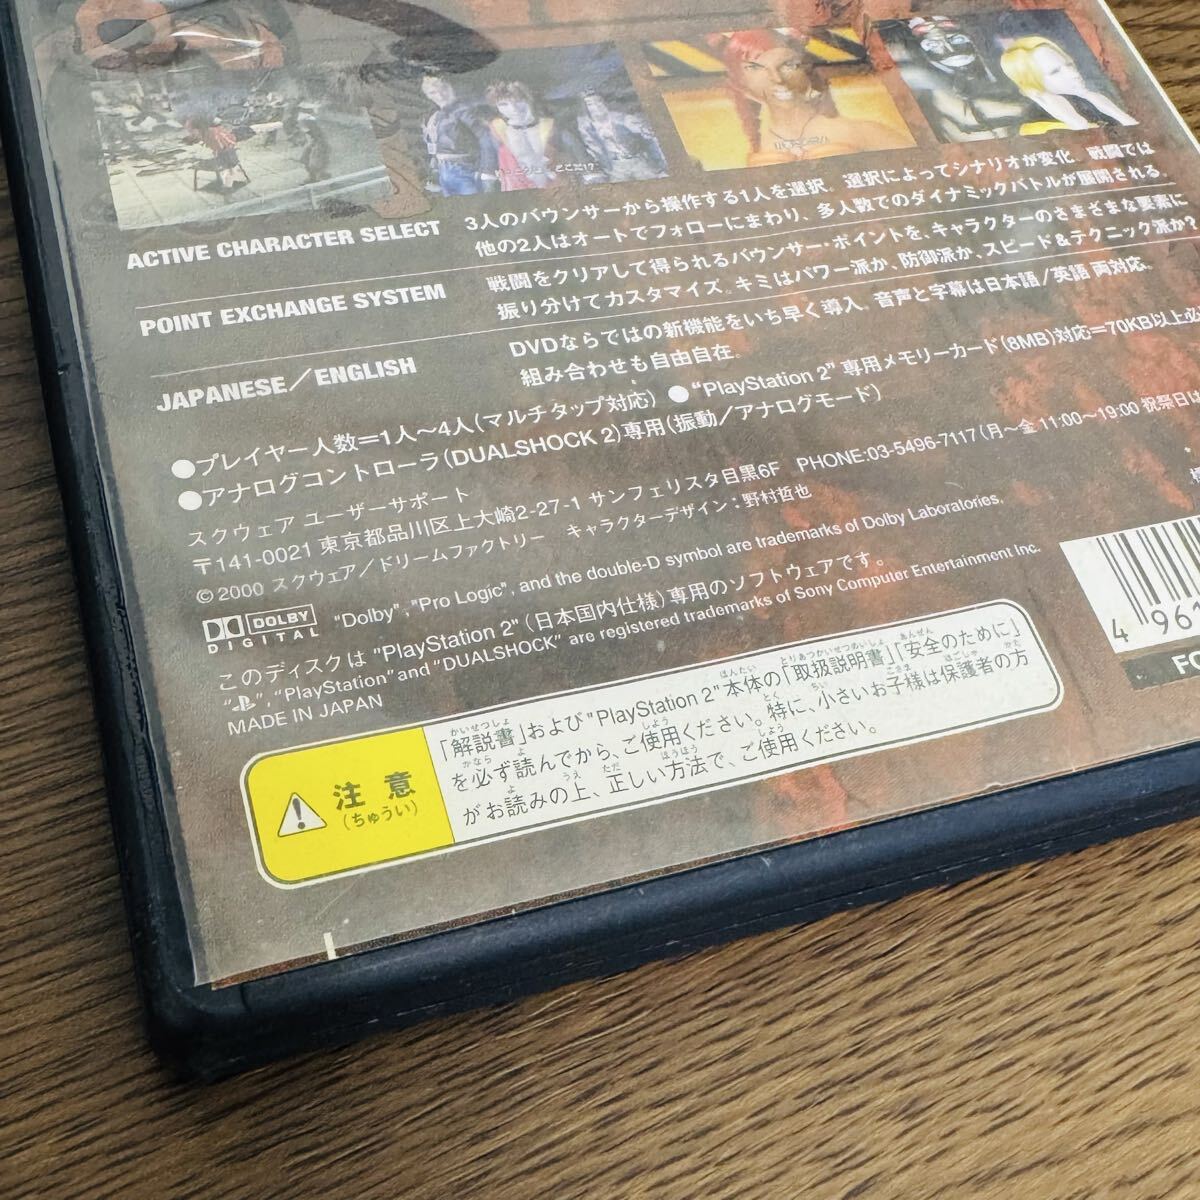 ACTIVE CHARACTER SELECT
3人のバウンサーから操作する1人を選択。選択によってシナリオが変化。戦闘では
他の2人はオートでフォローにまわり、多人数でのダイナミックバトルが展開される。
POINT EXCHANGE SYSTEM
戦闘をクリアして得られるバウンサー・ポイントを、キャラクターのさまざまな要素に
振り分けてカスタマイズ。キミはパワー派か、防御派か、スピード&テクニック派か?
JAPANESE/ENGLISH
DVDならではの新機能をいち早く導入。音声と字幕は日本語/英語 両対応。
組み合わせも自由自在。
●プレイヤー人数=1人〜4人(マルチタップ対応) ●"PlayStation 2"専用メモリーカード(8MB)対応=70KB以上必
●アナログコントローラ(DUALSHOCK 2)専用(振動/アナログモード)
スクウェア ユーザーサポート
〒141-0021 東京都品川区上大崎2-27-1 サンフェリスタ目黒6F PHONE:03-5496-7117(月〜金 11:00〜19:00 祝祭日は
© 2000 スクウェア/ドリームファクトリー キャラクターデザイン:野村哲也
DOLBY
DIGITAL
"Dolby","Pro Logic", and the double-D symbol are trademarks of Dolby Laboratories.
このディスクは "PlayStation 2"(日本国内仕様)専用のソフトウェアです。
"","PlayStation" and "DUALSHOCK" are registered trademarks of Sony Computer Entertainment Inc.
MADE IN JAPAN
注意
(ちゅうい)
「解説書」および"PlayStation 2"本体の「取扱説明書」「安全のために」
を必ず読んでから、ご使用ください。特に、小さいお子様は保護者の方
がお読みの上、正しい方法で、ご使用ください。
4 96
FO